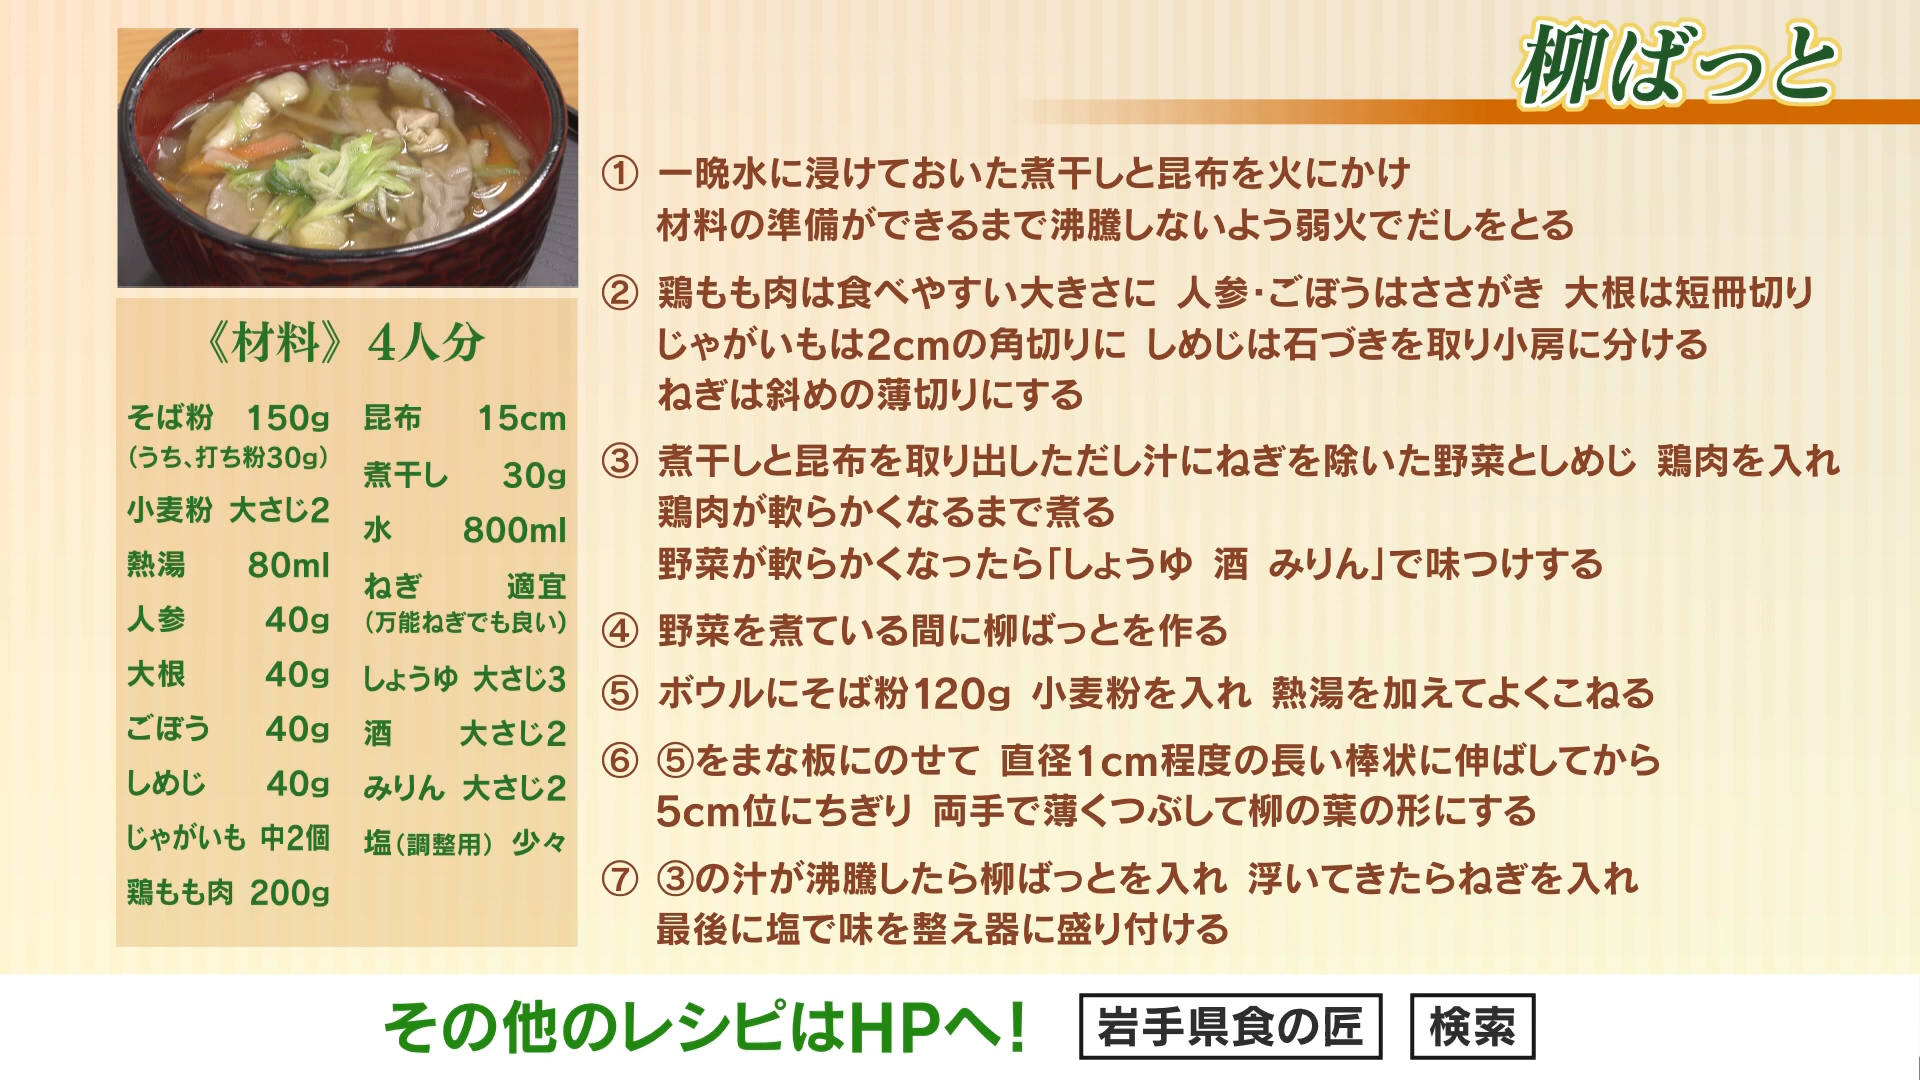 柳ばっと
《材料》4人分
そば粉 150g
(うち、打ち粉30g)
小麦粉 大さじ2
熱湯 80ml
人参 40g
大根 40g
ごぼう 40g
しめじ 40g
じゃがいも 中2個
鶏もも肉 200g
昆布 15cm
煮干し 30g
水 800ml
ねぎ 適宜
(万能ねぎでも良い)
しょうゆ 大さじ3
酒 大さじ2
みりん 大さじ2
塩(調整用) 少々
① 一晩水に浸けておいた煮干しと昆布を火にかけ
材料の準備ができるまで沸騰しないよう弱火でだしをとる
② 鶏もも肉は食べやすい大きさに 人参・ごぼうはささがき 大根は短冊切り
じゃがいもは2cmの角切りに しめじは石づきを取り小房に分ける
ねぎは斜めの薄切りにする
③ 煮干しと昆布を取り出しただし汁にねぎを除いた野菜としめじ 鶏肉を入れ
鶏肉が軟らかくなるまで煮る
野菜が軟らかくなったら「しょうゆ 酒 みりん」で味つけする
④ 野菜を煮ている間に柳ばっとを作る
⑤ ボウルにそば粉120g 小麦粉を入れ 熱湯を加えてよくこねる
⑥ ⑤をまな板にのせて 直径1cm程度の長い棒状に伸ばしてから
5cm位にちぎり 両手で薄くつぶして柳の葉の形にする
⑦ ③の汁が沸騰したら柳ばっとを入れ 浮いてきたらねぎを入れ
最後に塩で味を整え器に盛り付ける
その他のレシピはHPへ! 岩手県食の匠 検索